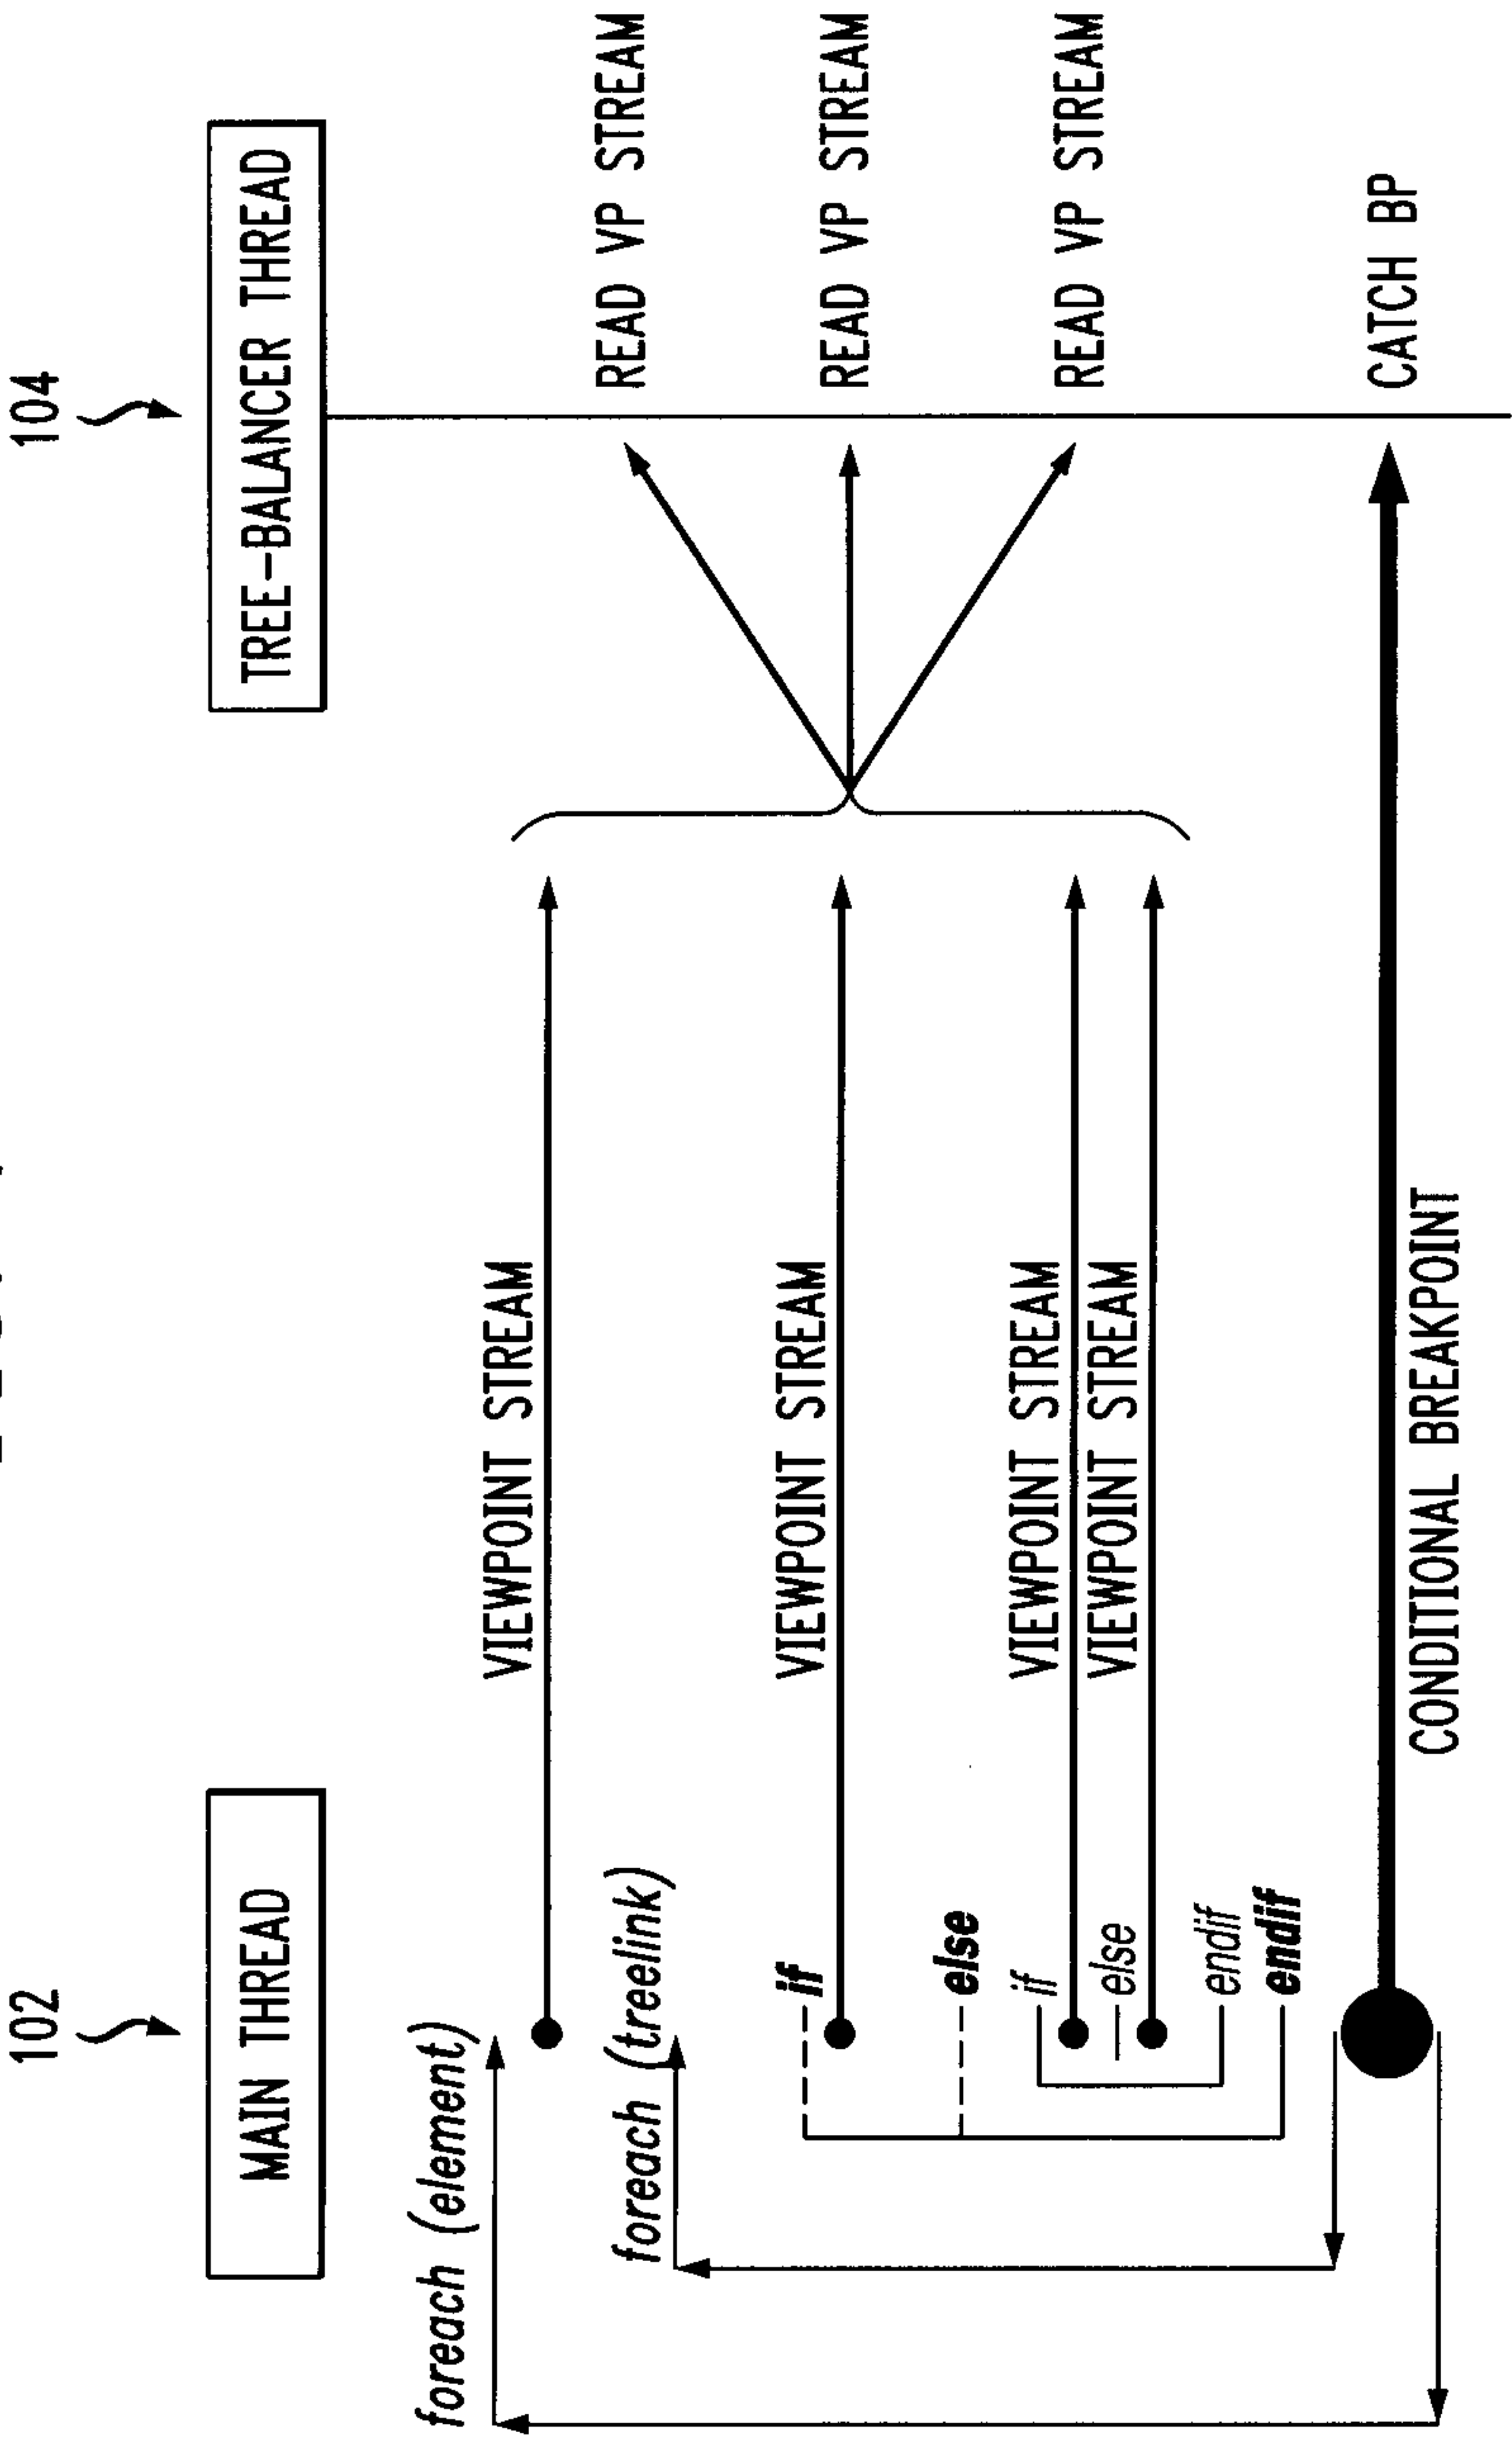 102
104
MAIN THREAD
TREE-BALANCER THREAD
foreach (element)
VIEWPOINT STREAM
READ VP STREAM
foreach (treelink)
if
VIEWPOINT STREAM
READ VP STREAM
else
if
VIEWPOINT STREAM
READ VP STREAM
else
VIEWPOINT STREAM
endif
endif
CATCH BP
CONDITIONAL BREAKPOINT